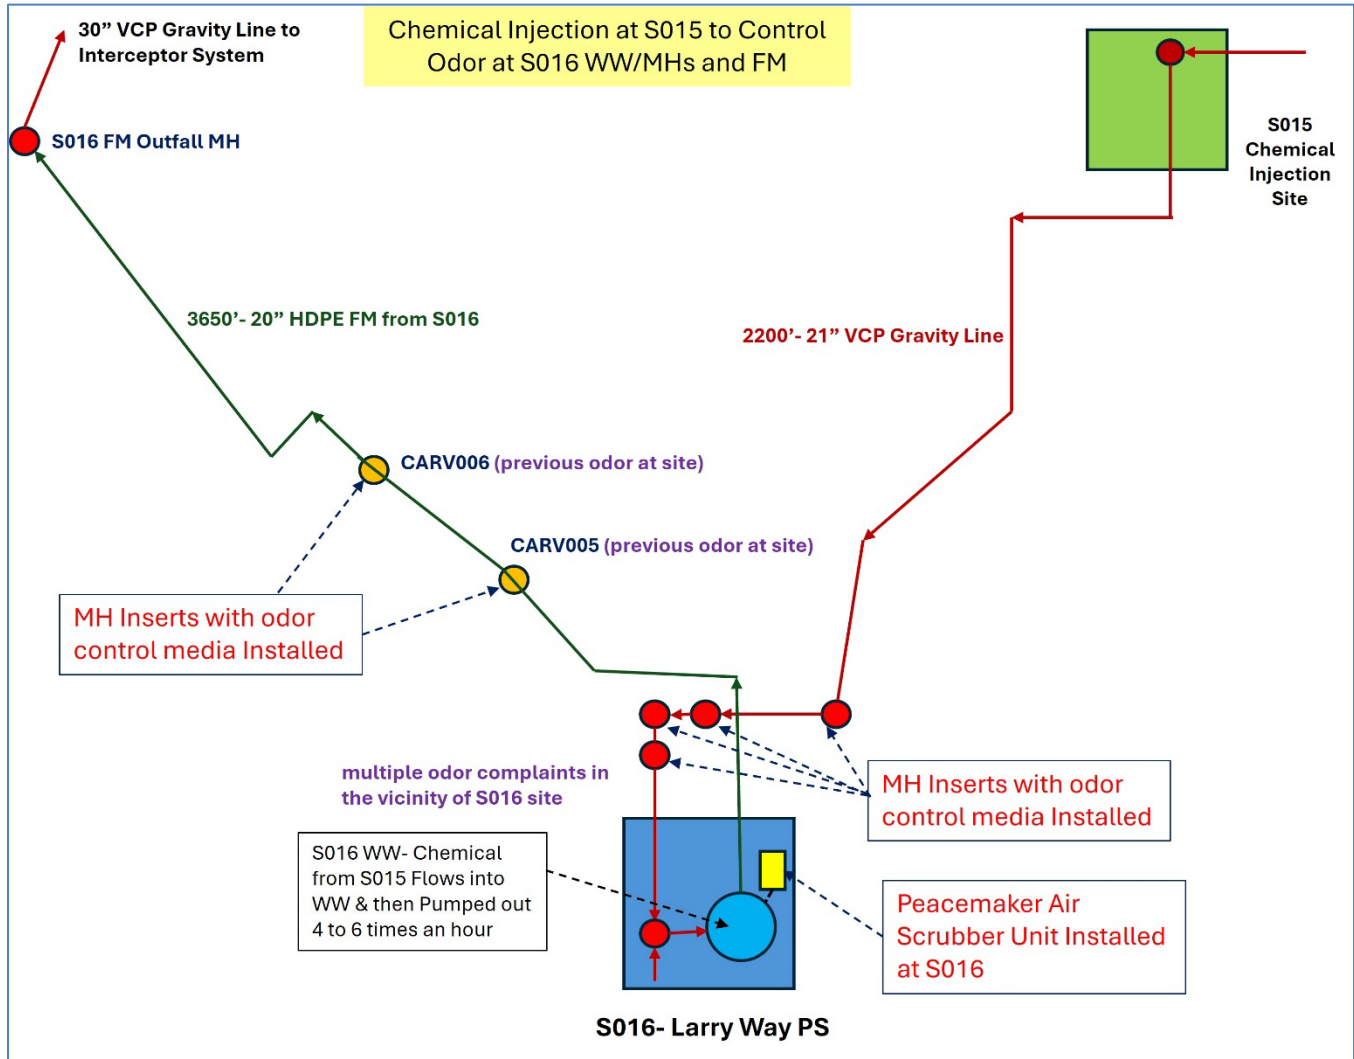 30” VCP Gravity Line to
Interceptor System
Chemical Injection at S015 to Control
Odor at S016 WW/MHs and FM
S016 FM Outfall MH
S015
Chemical
Injection
Site
3650’- 20” HDPE FM from S016
2200’- 21” VCP Gravity Line
CARV006 (previous odor at site)
CARV005 (previous odor at site)
MH Inserts with odor
control media Installed
multiple odor complaints in
the vicinity of S016 site
MH Inserts with odor
control media Installed
S016 WW- Chemical
from S015 Flows into
WW & then Pumped out
4 to 6 times an hour
Peacemaker Air
Scrubber Unit Installed
at S016
S016- Larry Way PS